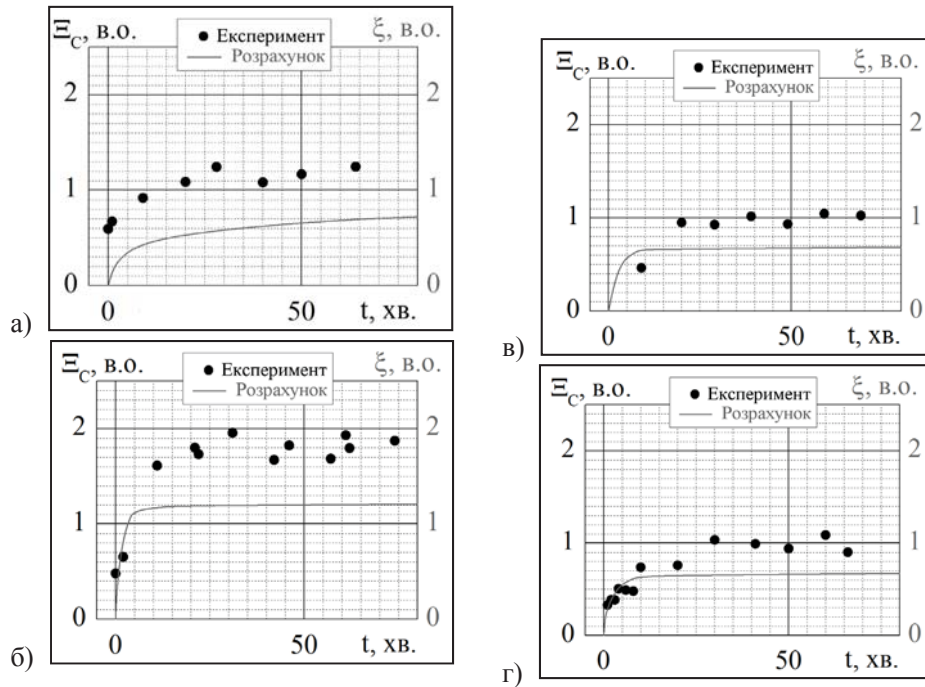 а)
Ξ_C, в.о.
ξ, в.о.
Експеримент
Розрахунок
2
2
1
1
0
0
0
50
t, хв.
б)
Ξ_C, в.о.
ξ, в.о.
Експеримент
Розрахунок
2
2
1
1
0
0
0
50
t, хв.
в)
Ξ_C, в.о.
ξ, в.о.
Експеримент
Розрахунок
2
2
1
1
0
0
0
50
t, хв.
г)
Ξ_C, в.о.
ξ, в.о.
Експеримент
Розрахунок
2
2
1
1
0
0
0
50
t, хв.